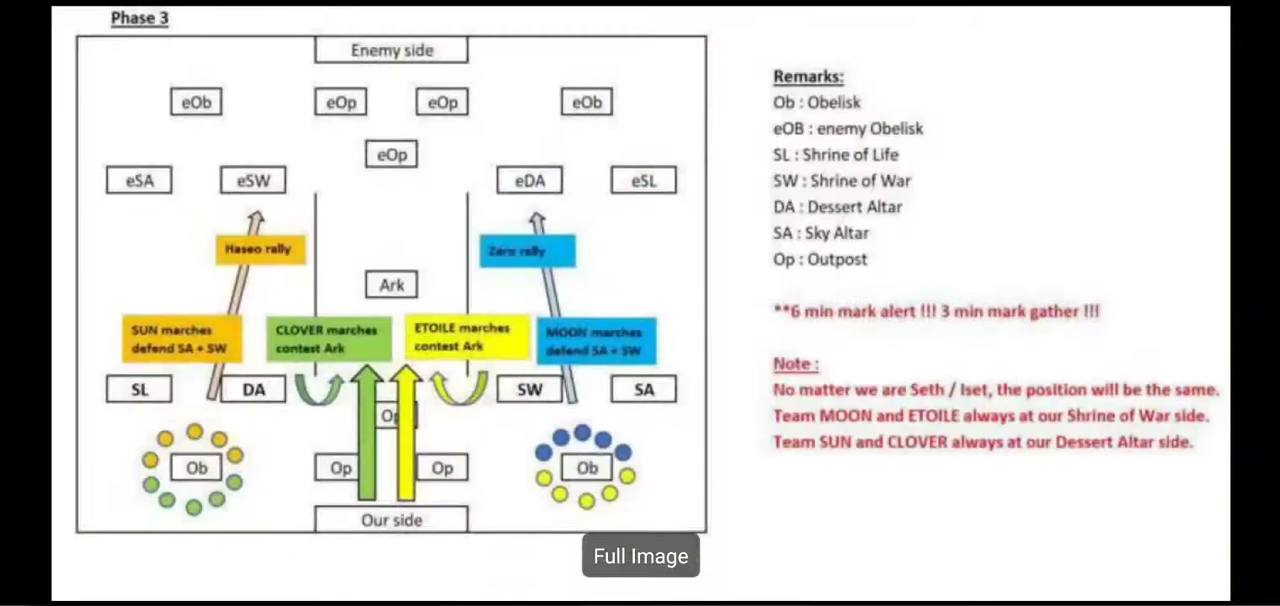 Phase 3
Enemy side
eOb
eOp
eOp
eOb
eOp
eSA
eSW
eDA
eSL
Haseo rally
Zero rally
Ark
SUN marches
defend SA + SW
CLOVER marches
contest Ark
ETOILE marches
contest Ark
MOON marches
defend SA + SW
SL
DA
SW
SA
Op
Ob
Op
Op
Ob
Our side
Remarks:
Ob : Obelisk
eOB : enemy Obelisk
SL : Shrine of Life
SW : Shrine of War
DA : Dessert Altar
SA : Sky Altar
Op : Outpost
**6 min mark alert !!! 3 min mark gather !!!
Note :
No matter we are Seth / Iset, the position will be the same.
Team MOON and ETOILE always at our Shrine of War side.
Team SUN and CLOVER always at our Dessert Altar side.
Full Image